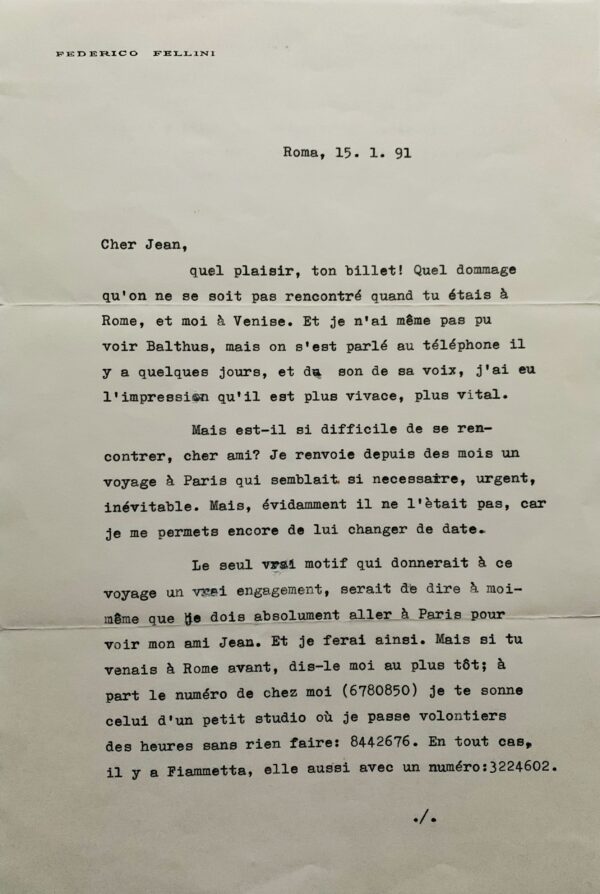 FEDERICO FELLINI
Roma, 15. 1. 91
Cher Jean,
quel plaisir, ton billet! Quel dommage
qu'on ne se soit pas rencontré quand tu étais à
Rome, et moi à Venise. Et je n'ai même pas pu
voir Balthus, mais on s'est parlé au téléphone il
y a quelques jours, et du son de sa voix, j'ai eu
l'impression qu'il est plus vivace, plus vital.
Mais est-il si difficile de se ren-
contrer, cher ami? Je renvoie depuis des mois un
voyage à Paris qui semblait si necessaire, urgent,
inévitable. Mais, évidamment il ne l'ètait pas, car
je me permets encore de lui changer de date.
Le seul vrai motif qui donnerait à ce
voyage un vrai engagement, serait de dire à moi-
même que je dois absolument aller à Paris pour
voir mon ami Jean. Et je ferai ainsi. Mais si tu
venais à Rome avant, dis-le moi au plus tôt; à
part le numéro de chez moi (6780850) je te sonne
celui d'un petit studio où je passe volontiers
des heures sans rien faire: 8442676. En tout cas,
il y a Fiammetta, elle aussi avec un numéro:3224602.
./.